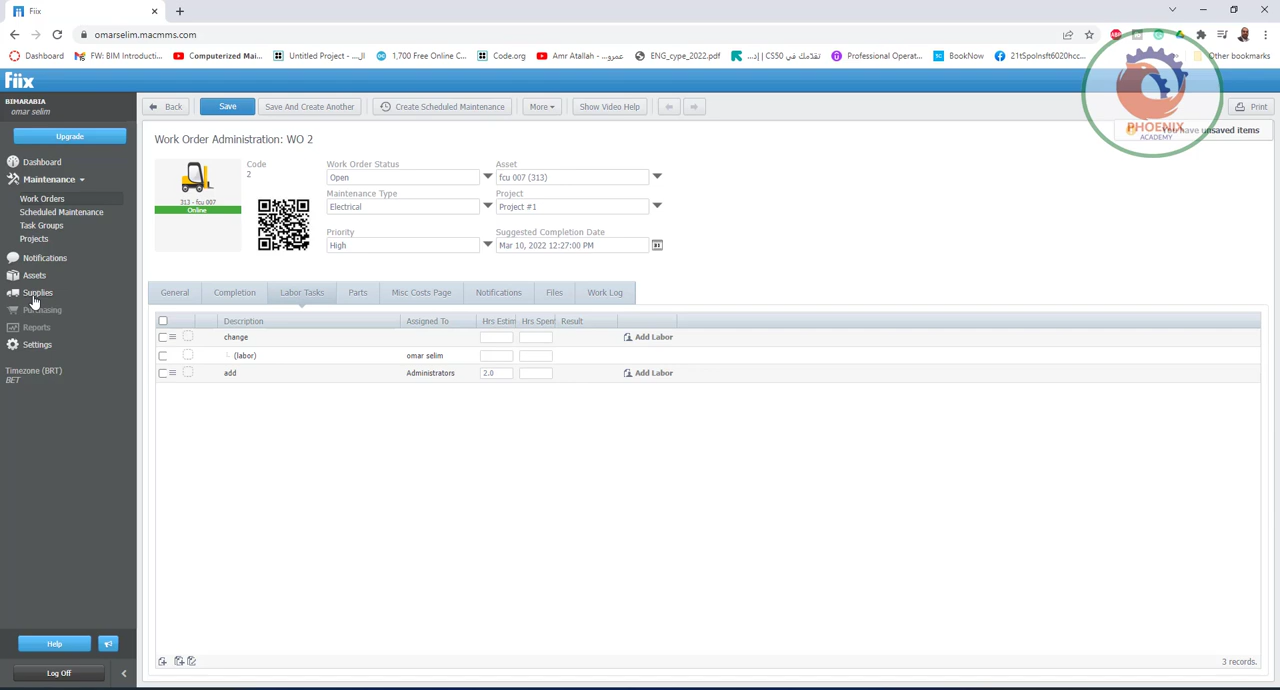 Fiix
omarselim.macmms.com
Dashboard
FW: BIM Introducti...
Computerized Mai...
Untitled Project - ...ال
1,700 Free Online C...
Code.org
Amr Atallah - ...عمرو
ENG_cype_2022.pdf
CS50 تقدّمك في | إد...
Professional Operat...
BookNow
21tSpoInsft6020hcc...
Other bookmarks
fiix
BIMARABIA
omar selim
Upgrade
Back
Save
Save And Create Another
Create Scheduled Maintenance
More
Show Video Help
Print
PHOENIX
ACADEMY
You have unsaved items
Dashboard
Maintenance
Work Orders
Scheduled Maintenance
Task Groups
Projects
Notifications
Assets
Supplies
Purchasing
Reports
Settings
Timezone (BRT)
BET
Help
Log Off
Work Order Administration: WO 2
313 - fcu 007
Online
Code
2
Work Order Status
Open
Asset
fcu 007 (313)
Maintenance Type
Electrical
Project
Project #1
Priority
High
Suggested Completion Date
Mar 10, 2022 12:27:00 PM
General
Completion
Labor Tasks
Parts
Misc Costs Page
Notifications
Files
Work Log
Description
Assigned To
Hrs Estim
Hrs Spent
Result
change
Add Labor
(labor)
omar selim
add
Administrators
2.0
Add Labor
3 records.